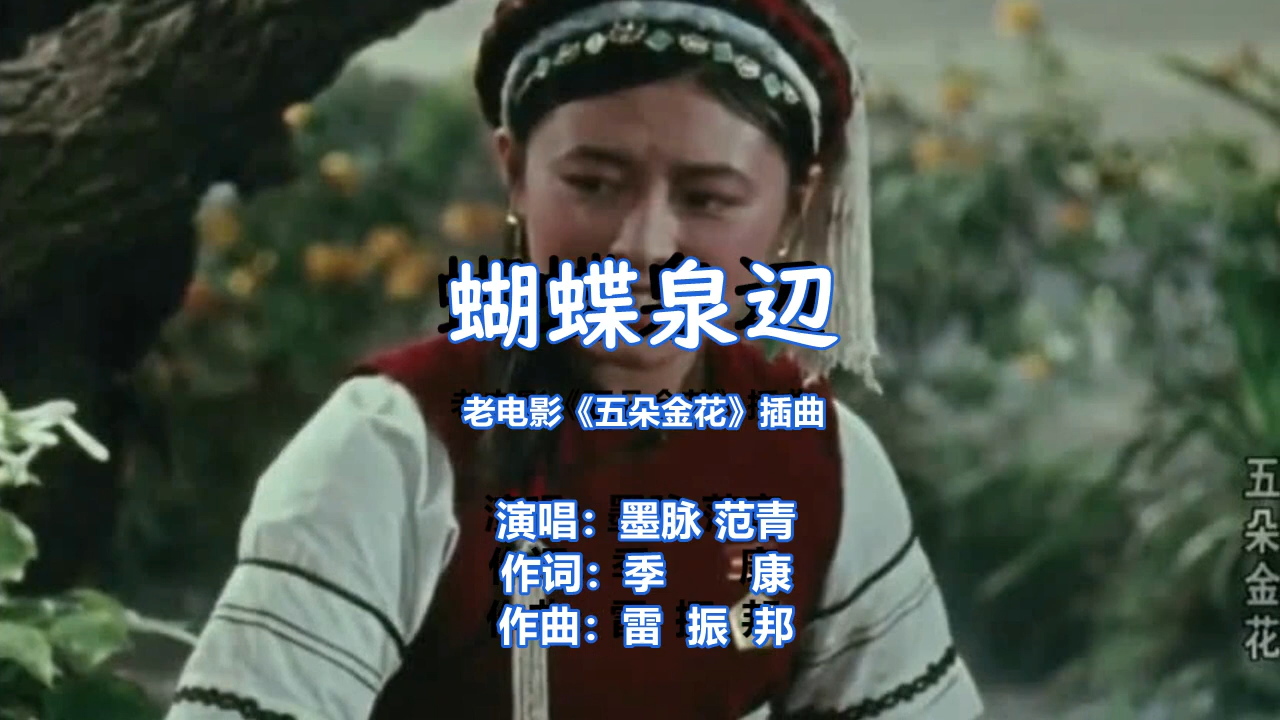 蝴蝶泉边
老电影《五朵金花》插曲
演唱：墨脉 范青
作词：季 康
作曲：雷 振 邦
五朵金花